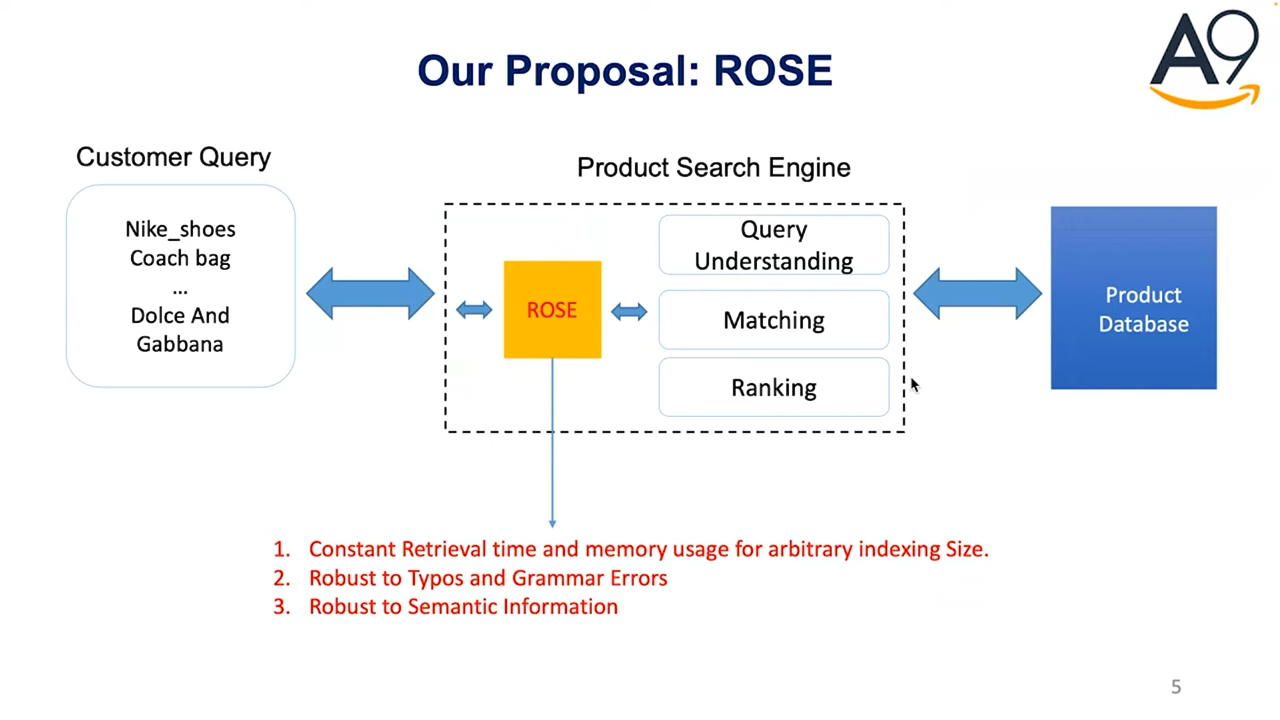 Our Proposal: ROSE
A9
Customer Query
Nike_shoes
Coach bag
...
Dolce And
Gabbana
Product Search Engine
ROSE
Query
Understanding
Matching
Ranking
Product
Database
1. Constant Retrieval time and memory usage for arbitrary indexing Size.
2. Robust to Typos and Grammar Errors
3. Robust to Semantic Information
5